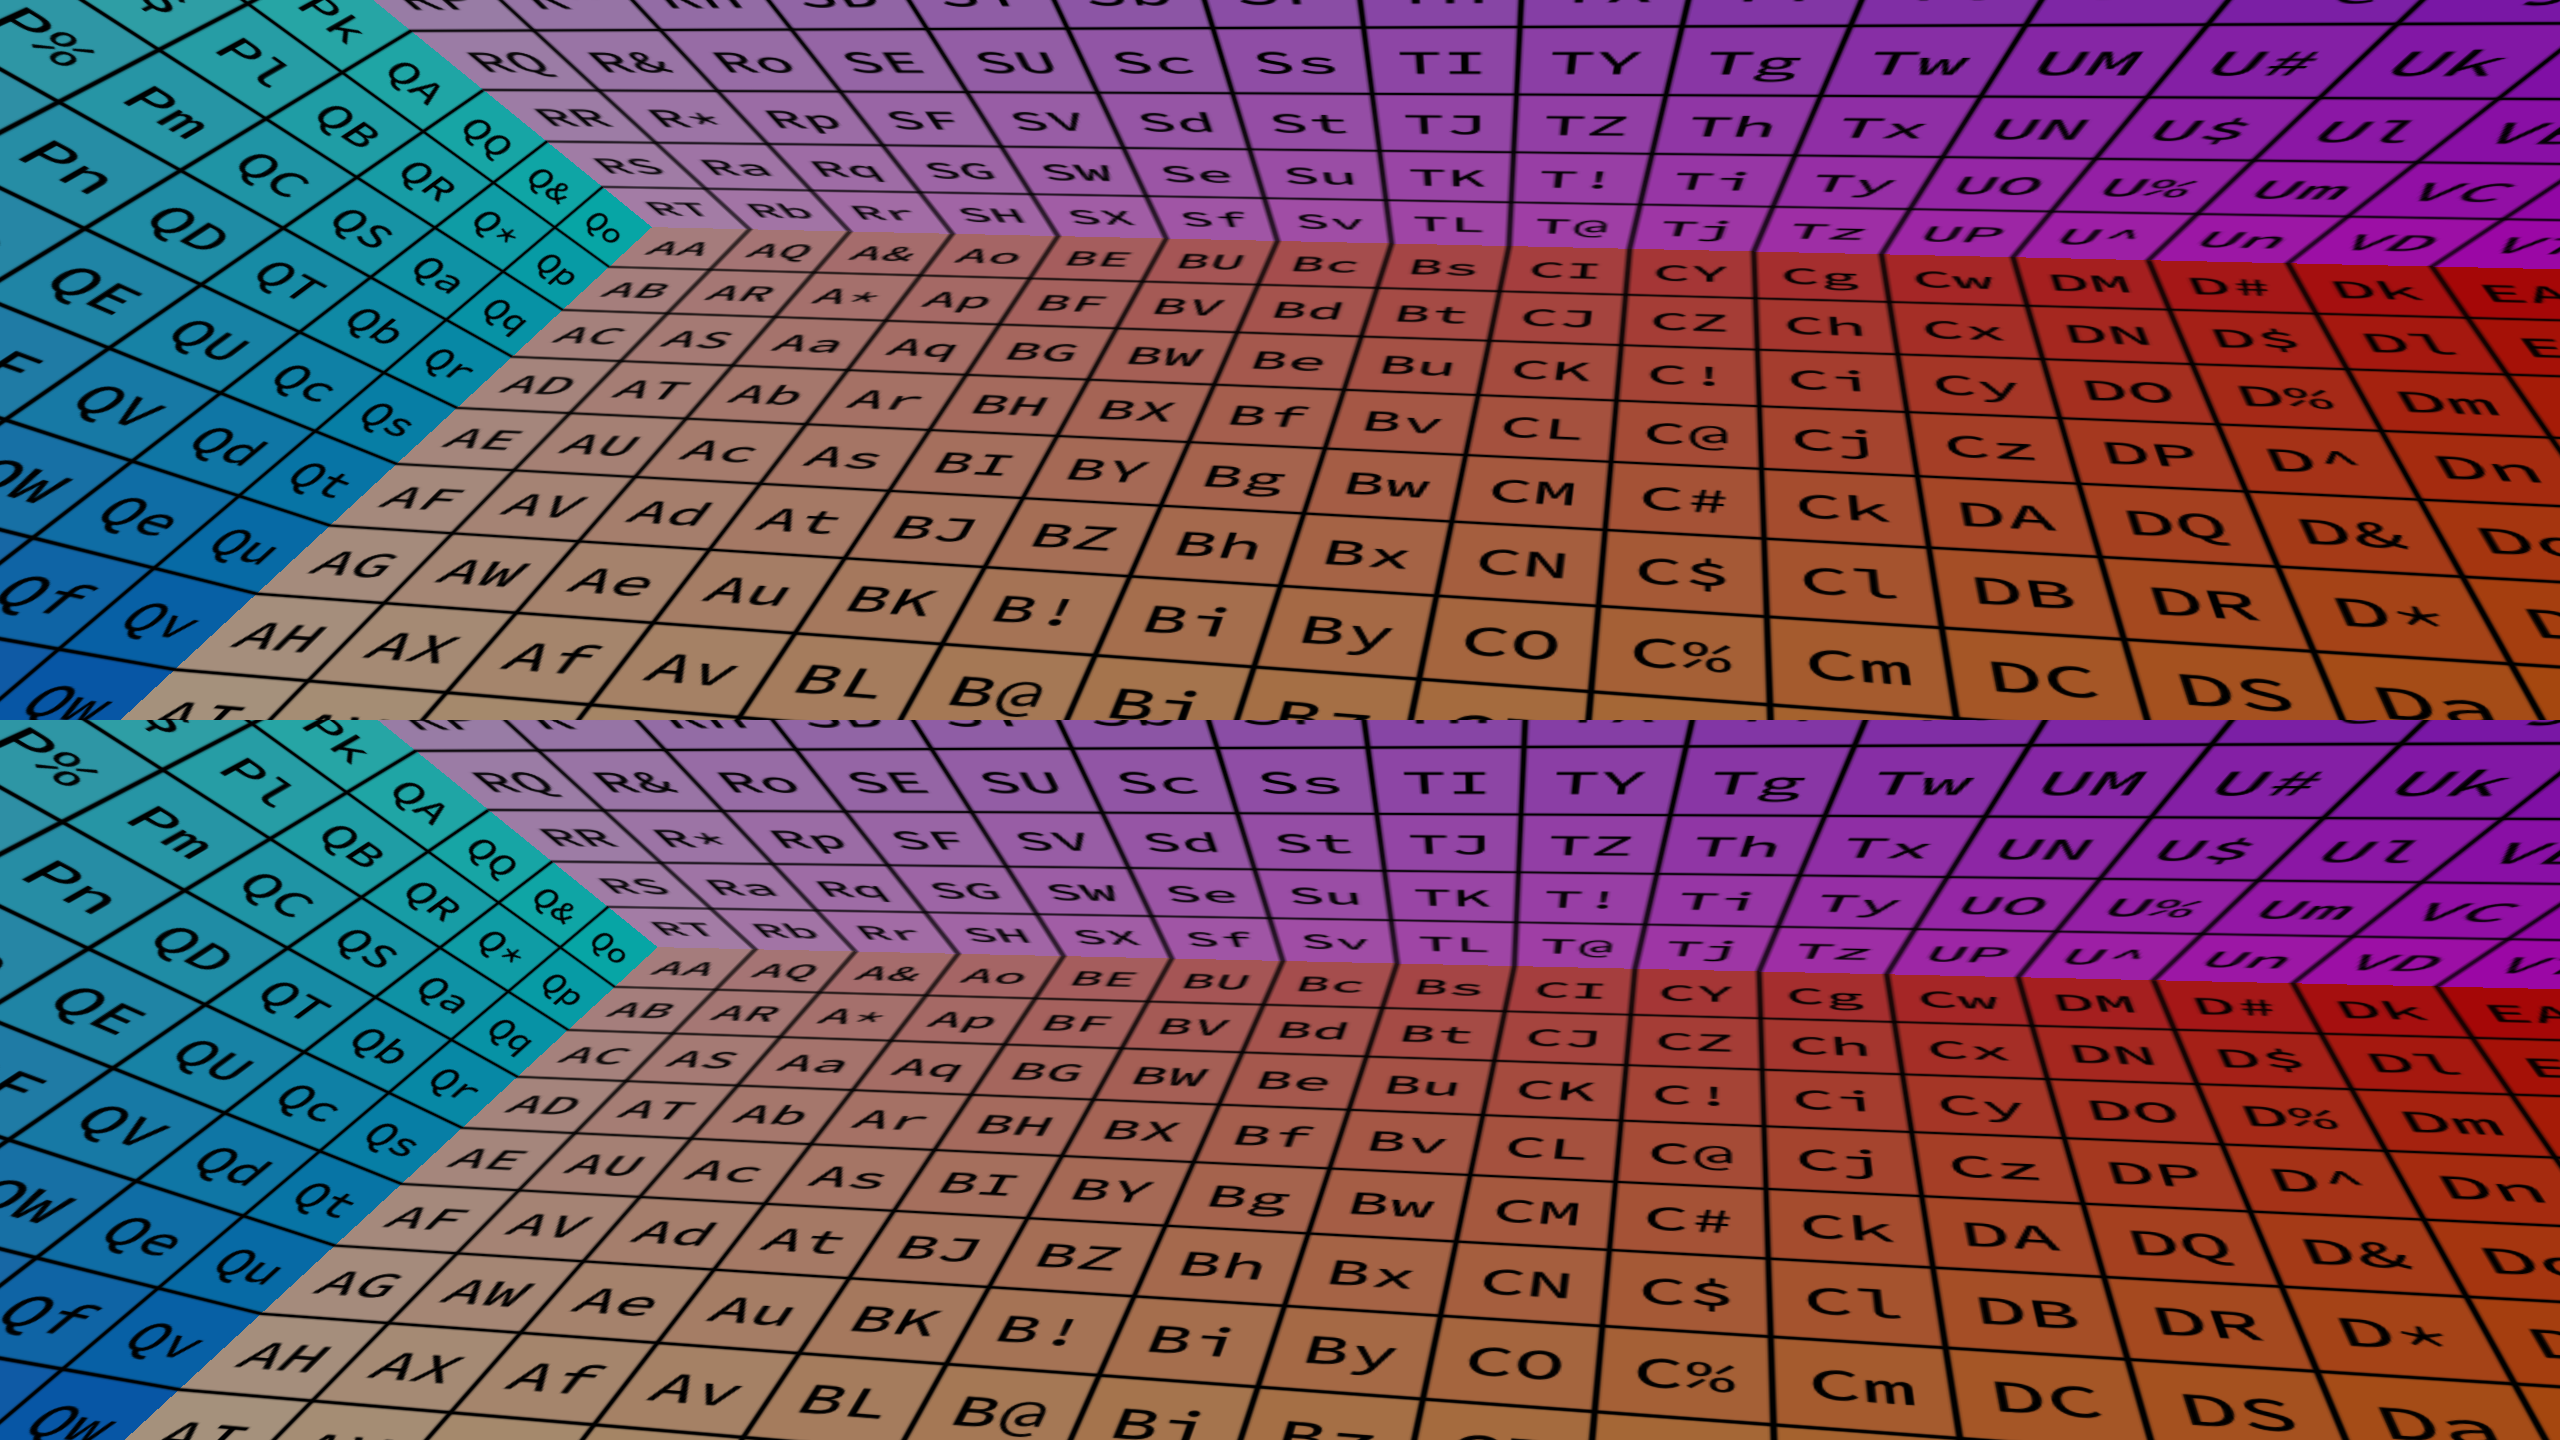 RQ R& Ro SE SU Sc Ss TI TY Tg Tw UM U# Uk
RR R* Rp SF SV Sd St TJ TZ Th Tx UN U$ Ul
RS Ra Rq SG SW Se Su TK T! Ti Ty UO U% Um VC
RT Rb Rr SH SX Sf Sv TL T@ Tj Tz UP U^ Un VD
P% Pl Pk
Pm QB QA
Pn QC QR QQ
QD QS Q* Q&
QE QT Qa Qp Qo
QU Qb Qq
QV Qc Qr
Qd Qs
Qe Qt
Qf Qu
Qv
Qw
AA AQ A& Ao BE BU Bc Bs CI CY Cg Cw DM D# Dk EA
AB AR A* Ap BF BV Bd Bt CJ CZ Ch Cx DN D$ Dl
AC AS Aa Aq BG BW Be Bu CK C! Ci Cy DO D% Dm
AD AT Ab Ar BH BX Bf Bv CL C@ Cj Cz DP D^ Dn
AE AU Ac As BI BY Bg Bw CM C# Ck DA DQ D&
AF AV Ad At BJ BZ Bh Bx CN C$ Cl DB DR D*
AG AW Ae Au BK B! Bi By CO C% Cm DC DS Da
AH AX Af Av BL B@ Bj
RQ R& Ro SE SU Sc Ss TI TY Tg Tw UM U# Uk
RR R* Rp SF SV Sd St TJ TZ Th Tx UN U$ Ul
RS Ra Rq SG SW Se Su TK T! Ti Ty UO U% Um VC
RT Rb Rr SH SX Sf Sv TL T@ Tj Tz UP U^ Un VD
P% Pl Pk
Pm QB QA
Pn QC QR QQ
QD QS Q* Q&
QE QT Qa Qp Qo
QU Qb Qq
QV Qc Qr
Qd Qs
Qe Qt
Qf Qu
Qv
Qw
AA AQ A& Ao BE BU Bc Bs CI CY Cg Cw DM D# Dk EA
AB AR A* Ap BF BV Bd Bt CJ CZ Ch Cx DN D$ Dl
AC AS Aa Aq BG BW Be Bu CK C! Ci Cy DO D% Dm
AD AT Ab Ar BH BX Bf Bv CL C@ Cj Cz DP D^ Dn
AE AU Ac As BI BY Bg Bw CM C# Ck DA DQ D&
AF AV Ad At BJ BZ Bh Bx CN C$ Cl DB DR D*
AG AW Ae Au BK B! Bi By CO C% Cm DC DS Da
AH AX Af Av BL B@ Bj